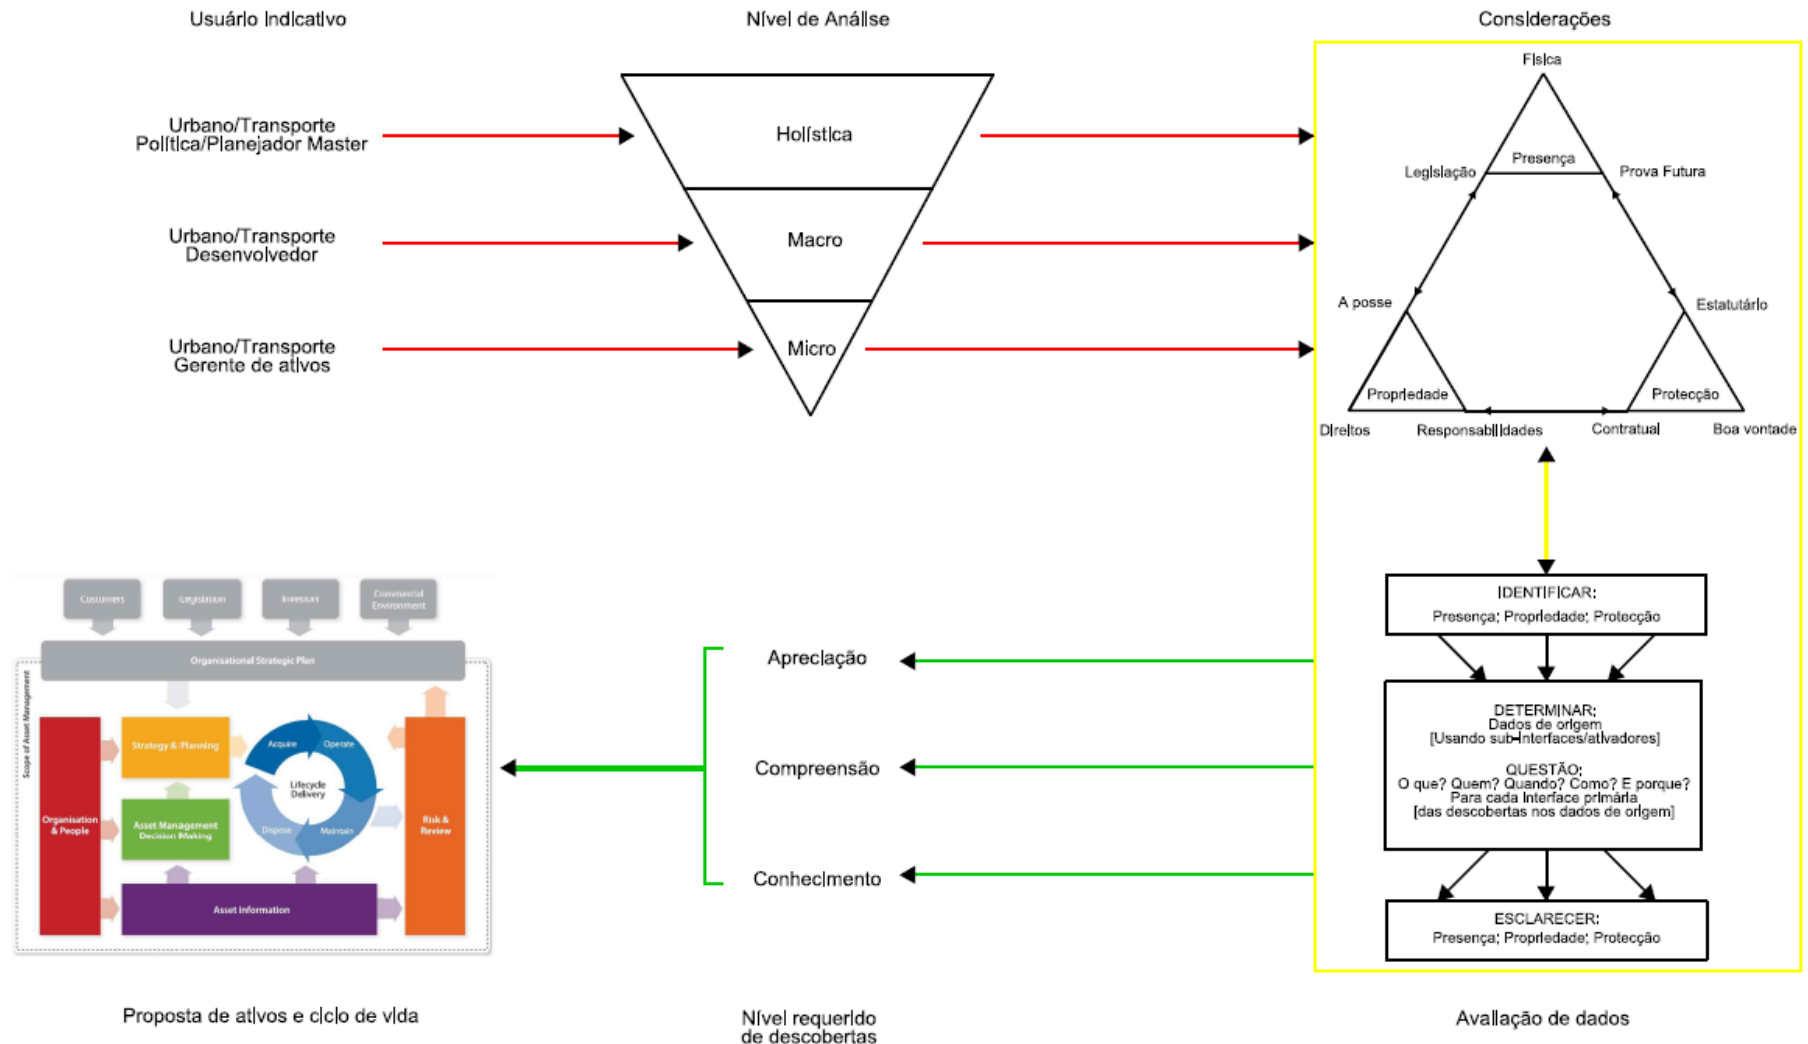 Usuário Indicativo
Nível de Análise
Considerações
Urbano/Transporte
Política/Planejador Master
Urbano/Transporte
Desenvolvedor
Urbano/Transporte
Gerente de ativos
Holística
Macro
Micro
Física
Presença
Legislação
Prova Futura
A posse
Estatutário
Propriedade
Protecção
Direitos
Responsabilidades
Contratual
Boa vontade
IDENTIFICAR:
Presença; Propriedade; Protecção
DETERMINAR:
Dados de origem
[Usando sub-interfaces/ativadores]
QUESTÃO:
O que? Quem? Quando? Como? E porque?
Para cada Interface primária
[das descobertas nos dados de origem]
ESCLARECER:
Presença; Propriedade; Protecção
Apreciação
Compreensão
Conhecimento
Customers
Legislation
Investors
Commercial
Environment
Organisational Strategic Plan
Scope of Asset Management
Organisation
& People
Strategy & Planning
Asset Management
Decision Making
Acquire
Operate
Lifecycle
Delivery
Dispose
Maintain
Risk &
Review
Asset Information
Proposta de ativos e ciclo de vida
Nível requerido
de descobertas
Avaliação de dados